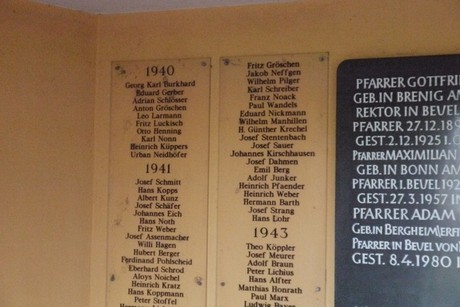 1940
Georg Karl Burkhard
Eduard Gerber
Adrian Schlösser
Anton Gröschen
Leo Larmann
Fritz Luckisch
Otto Henning
Karl Nonn
Heinrich Küppers
Urban Neidhöfer
1941
Josef Schmitt
Hans Kopps
Albert Kunz
Josef Schäfer
Johannes Eich
Hans Noth
Fritz Weber
Josef Assenmacher
Willi Hagen
Hubert Berger
Ferdinand Pohlscheid
Eberhard Schrod
Aloys Noichel
Heinrich Kratz
Hans Koppmann
Peter Stoffel
Fritz Gröschen
Jakob Neffgen
Wilhelm Pilger
Karl Schreiber
Franz Noack
Paul Wandels
Eduard Nickmann
Wilhelm Manhillen
H. Günther Krechel
Josef Stentenbach
Josef Sauer
Johannes Kirschhausen
Josef Dahmen
Emil Berg
Adolf Junker
Heinrich Pfaender
Heinrich Weber
Hermann Barth
Josef Strang
Hans Lohr
1943
Theo Köppler
Josef Meurer
Adolf Braun
Peter Lichius
Hans Alfter
Matthias Monrath
Paul Marx
Ludwig Bayer
PFARRER GOTTFRI
GEB. IN BRENIG AM
REKTOR IN BEUEL
PFARRER 27.12.189
GEST. 2.12.1925 I.
PFARRER MAXIMILIAN
GEB. IN BONN AM
PFARRER I. BEUEL 192
GEST. 27.3.1957 IN
PFARRER ADAM
GEB. IN BERGHEIM/ERFT
PFARRER IN BEUEL VON
GEST. 8.4.1980 I